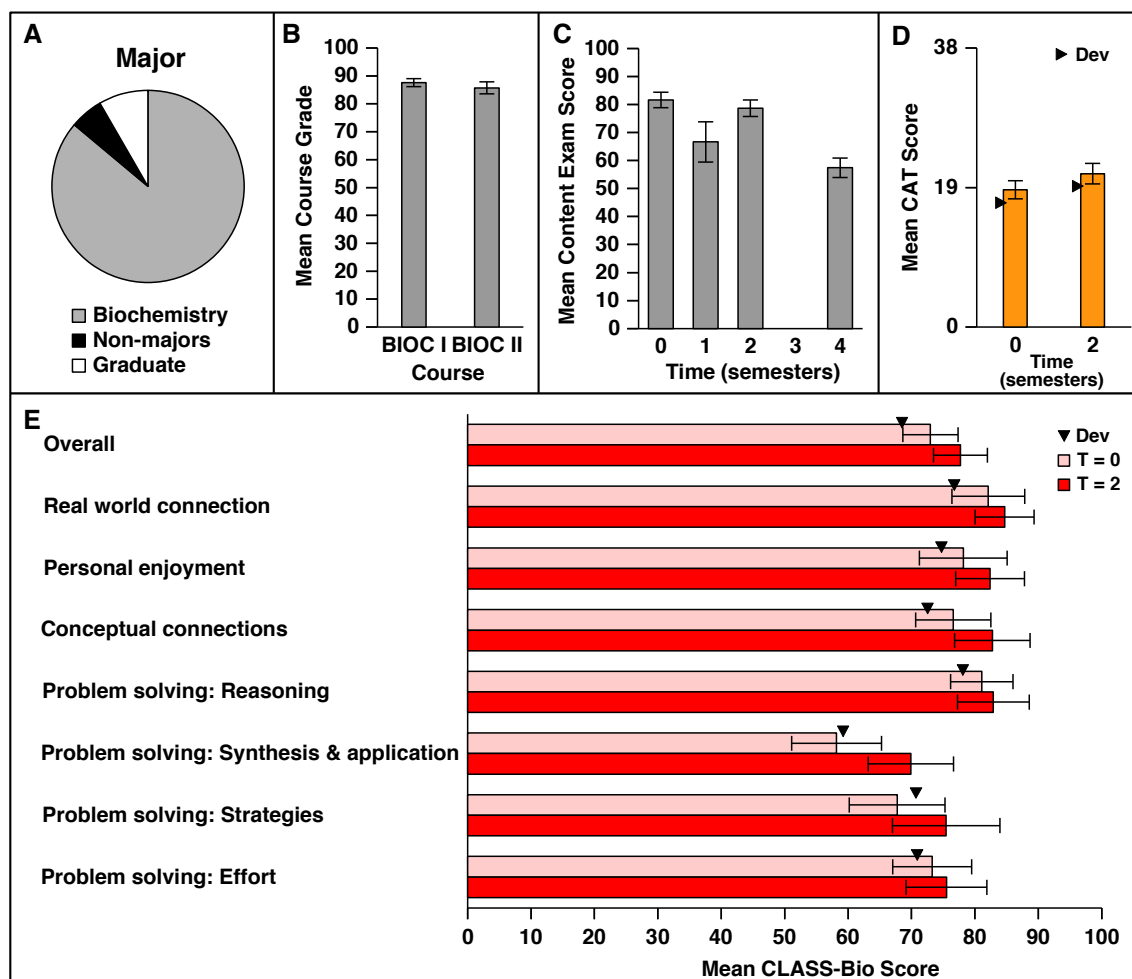 A
Major
Biochemistry
Non-majors
Graduate
B
Mean Course Grade
100
90
80
70
60
50
40
30
20
10
0
BIOC I BIOC II
Course
C
Mean Content Exam Score
100
90
80
70
60
50
40
30
20
10
0
0 1 2 3 4
Time (semesters)
D
Dev
Mean CAT Score
38
19
0
0 2
Time
(semesters)
E
Dev
T = 0
T = 2
Overall
Real world connection
Personal enjoyment
Conceptual connections
Problem solving: Reasoning
Problem solving: Synthesis & application
Problem solving: Strategies
Problem solving: Effort
0 10 20 30 40 50 60 70 80 90 100
Mean CLASS-Bio Score